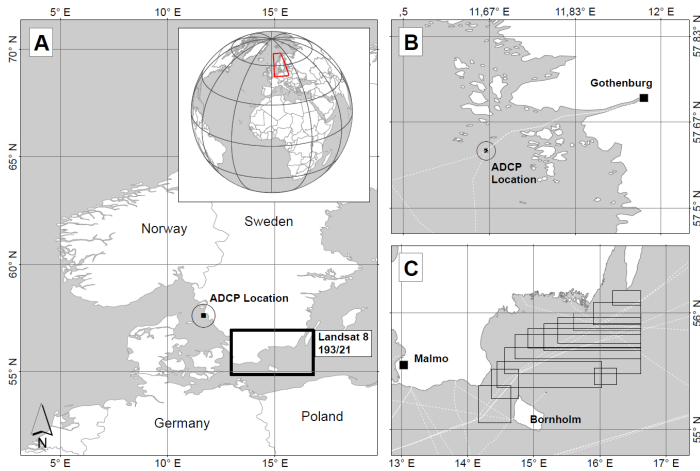 5° E
10° E
15° E
A
70° N
65° N
60° N
55° N
Norway
Sweden
ADCP Location
Landsat 8
193/21
Germany
Poland
N
5° E
10° E
15° E
,5
11,67° E
11,83° E
12° E
B
57,83° N
57,67° N
57,5° N
Gothenburg
ADCP
Location
C
56° N
55° N
Malmo
Bornholm
13° E
14° E
15° E
16° E
17° E